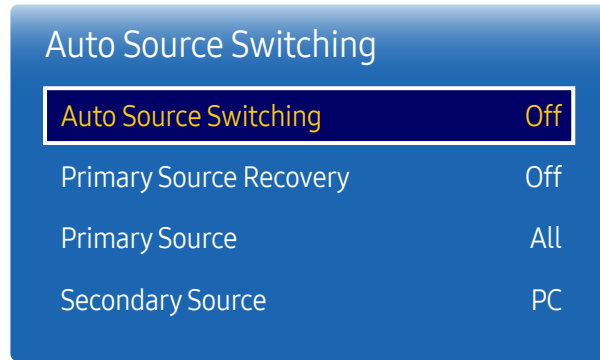 Auto Source Switching
Auto Source Switching Off
Primary Source Recovery Off
Primary Source All
Secondary Source PC